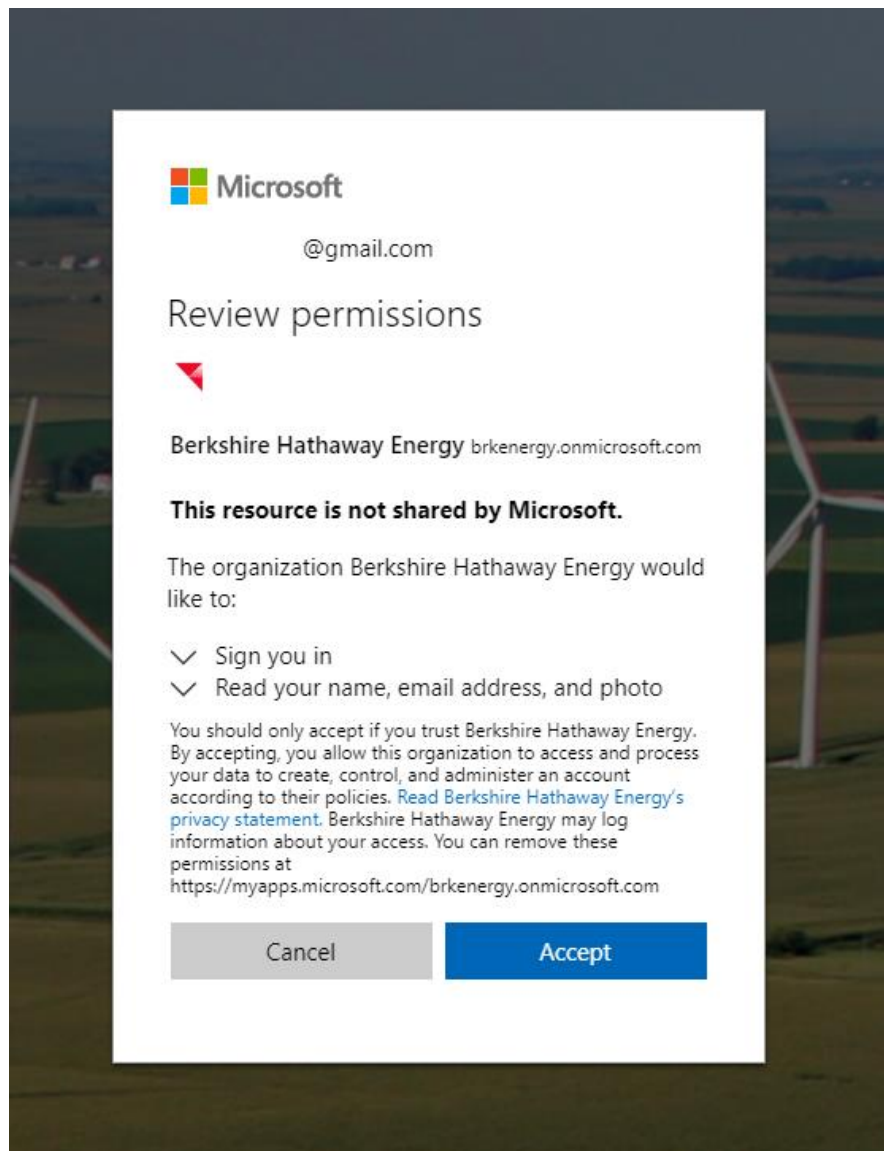 Microsoft
@gmail.com
Review permissions
Berkshire Hathaway Energy brkenergy.onmicrosoft.com
This resource is not shared by Microsoft.
The organization Berkshire Hathaway Energy would
like to:
Sign you in
Read your name, email address, and photo
You should only accept if you trust Berkshire Hathaway Energy.
By accepting, you allow this organization to access and process
your data to create, control, and administer an account
according to their policies. Read Berkshire Hathaway Energy's
privacy statement. Berkshire Hathaway Energy may log
information about your access. You can remove these
permissions at
https://myapps.microsoft.com/brkenergy.onmicrosoft.com
Cancel Accept